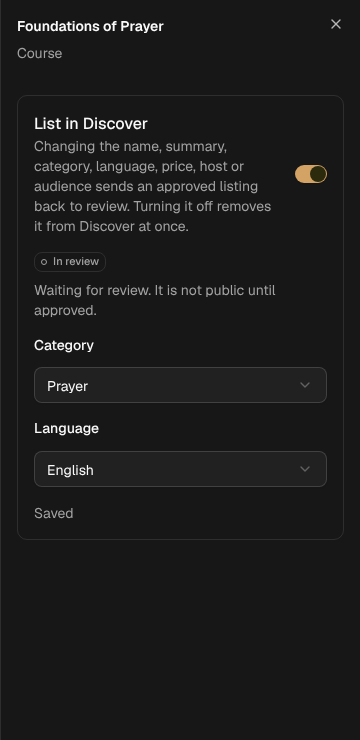 Foundations of Prayer
Course
List in Discover
Changing the name, summary,
category, language, price, host or
audience sends an approved listing
back to review. Turning it off removes
it from Discover at once.
In review
Waiting for review. It is not public until
approved.
Category
Prayer
Language
English
Saved